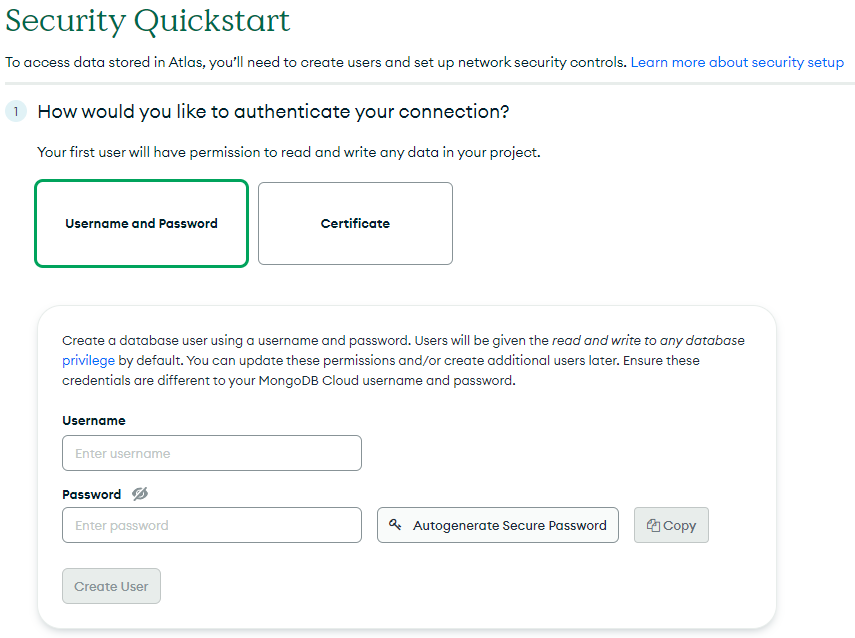 Security Quickstart
To access data stored in Atlas, you'll need to create users and set up network security controls. Learn more about security setup
1 How would you like to authenticate your connection?
Your first user will have permission to read and write any data in your project.
Username and Password Certificate
Create a database user using a username and password. Users will be given the read and write to any database
privilege by default. You can update these permissions and/or create additional users later. Ensure these
credentials are different to your MongoDB Cloud username and password.
Username
Enter username
Password
Enter password Autogenerate Secure Password Copy
Create User